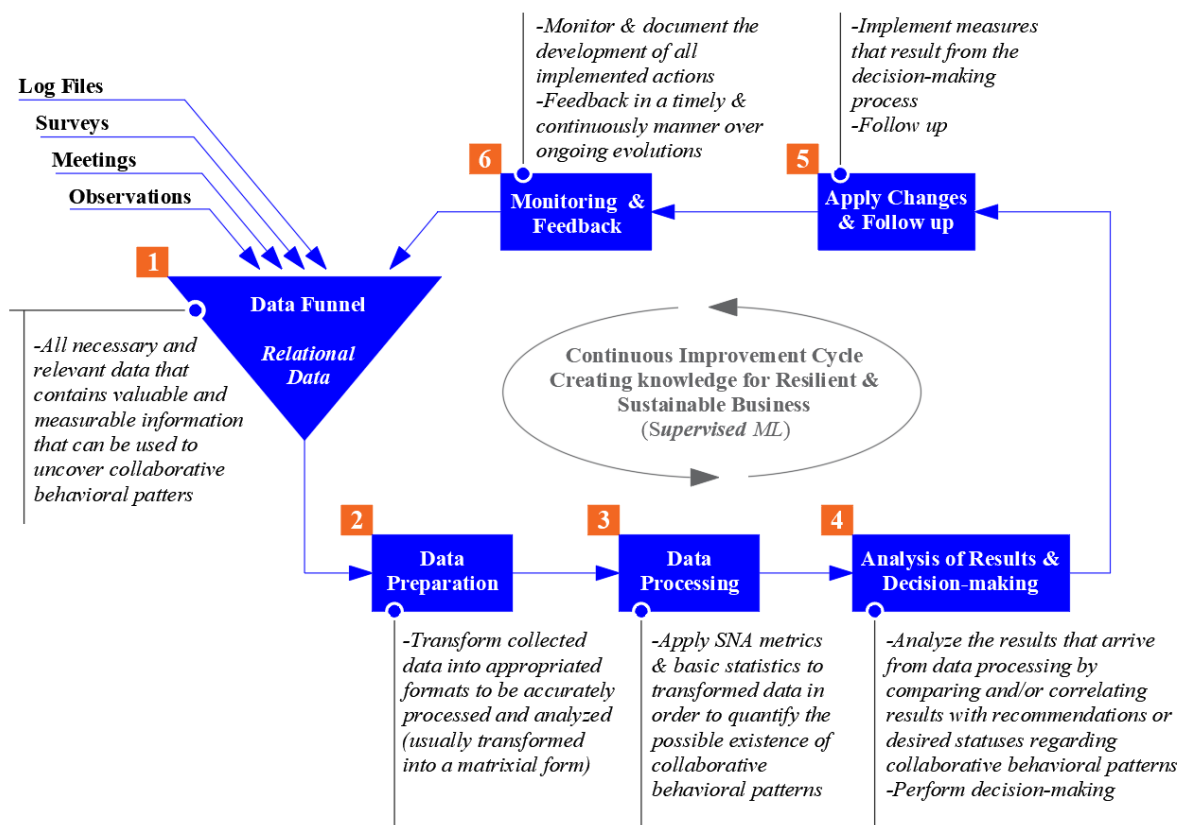 -Monitor & document the
development of all
implemented actions
-Feedback in a timely &
continuously manner over
ongoing evolutions
-Implement measures
that result from the
decision-making
process
-Follow up
Log Files
Surveys
Meetings
Observations
6
Monitoring &
Feedback
5
Apply Changes
& Follow up
1
Data Funnel
Relational
Data
-All necessary and
relevant data that
contains valuable and
measurable information
that can be used to
uncover collaborative
behavioral patters
Continuous Improvement Cycle
Creating knowledge for Resilient &
Sustainable Business
(Supervised ML)
2
Data
Preparation
3
Data
Processing
4
Analysis of Results &
Decision-making
-Transform collected
data into appropriated
formats to be accurately
processed and analyzed
(usually transformed
into a matrixial form)
-Apply SNA metrics
& basic statistics to
transformed data in
order to quantify the
possible existence of
collaborative
behavioral patterns
-Analyze the results that arrive
from data processing by
comparing and/or correlating
results with recommendations or
desired statuses regarding
collaborative behavioral patterns
-Perform decision-making